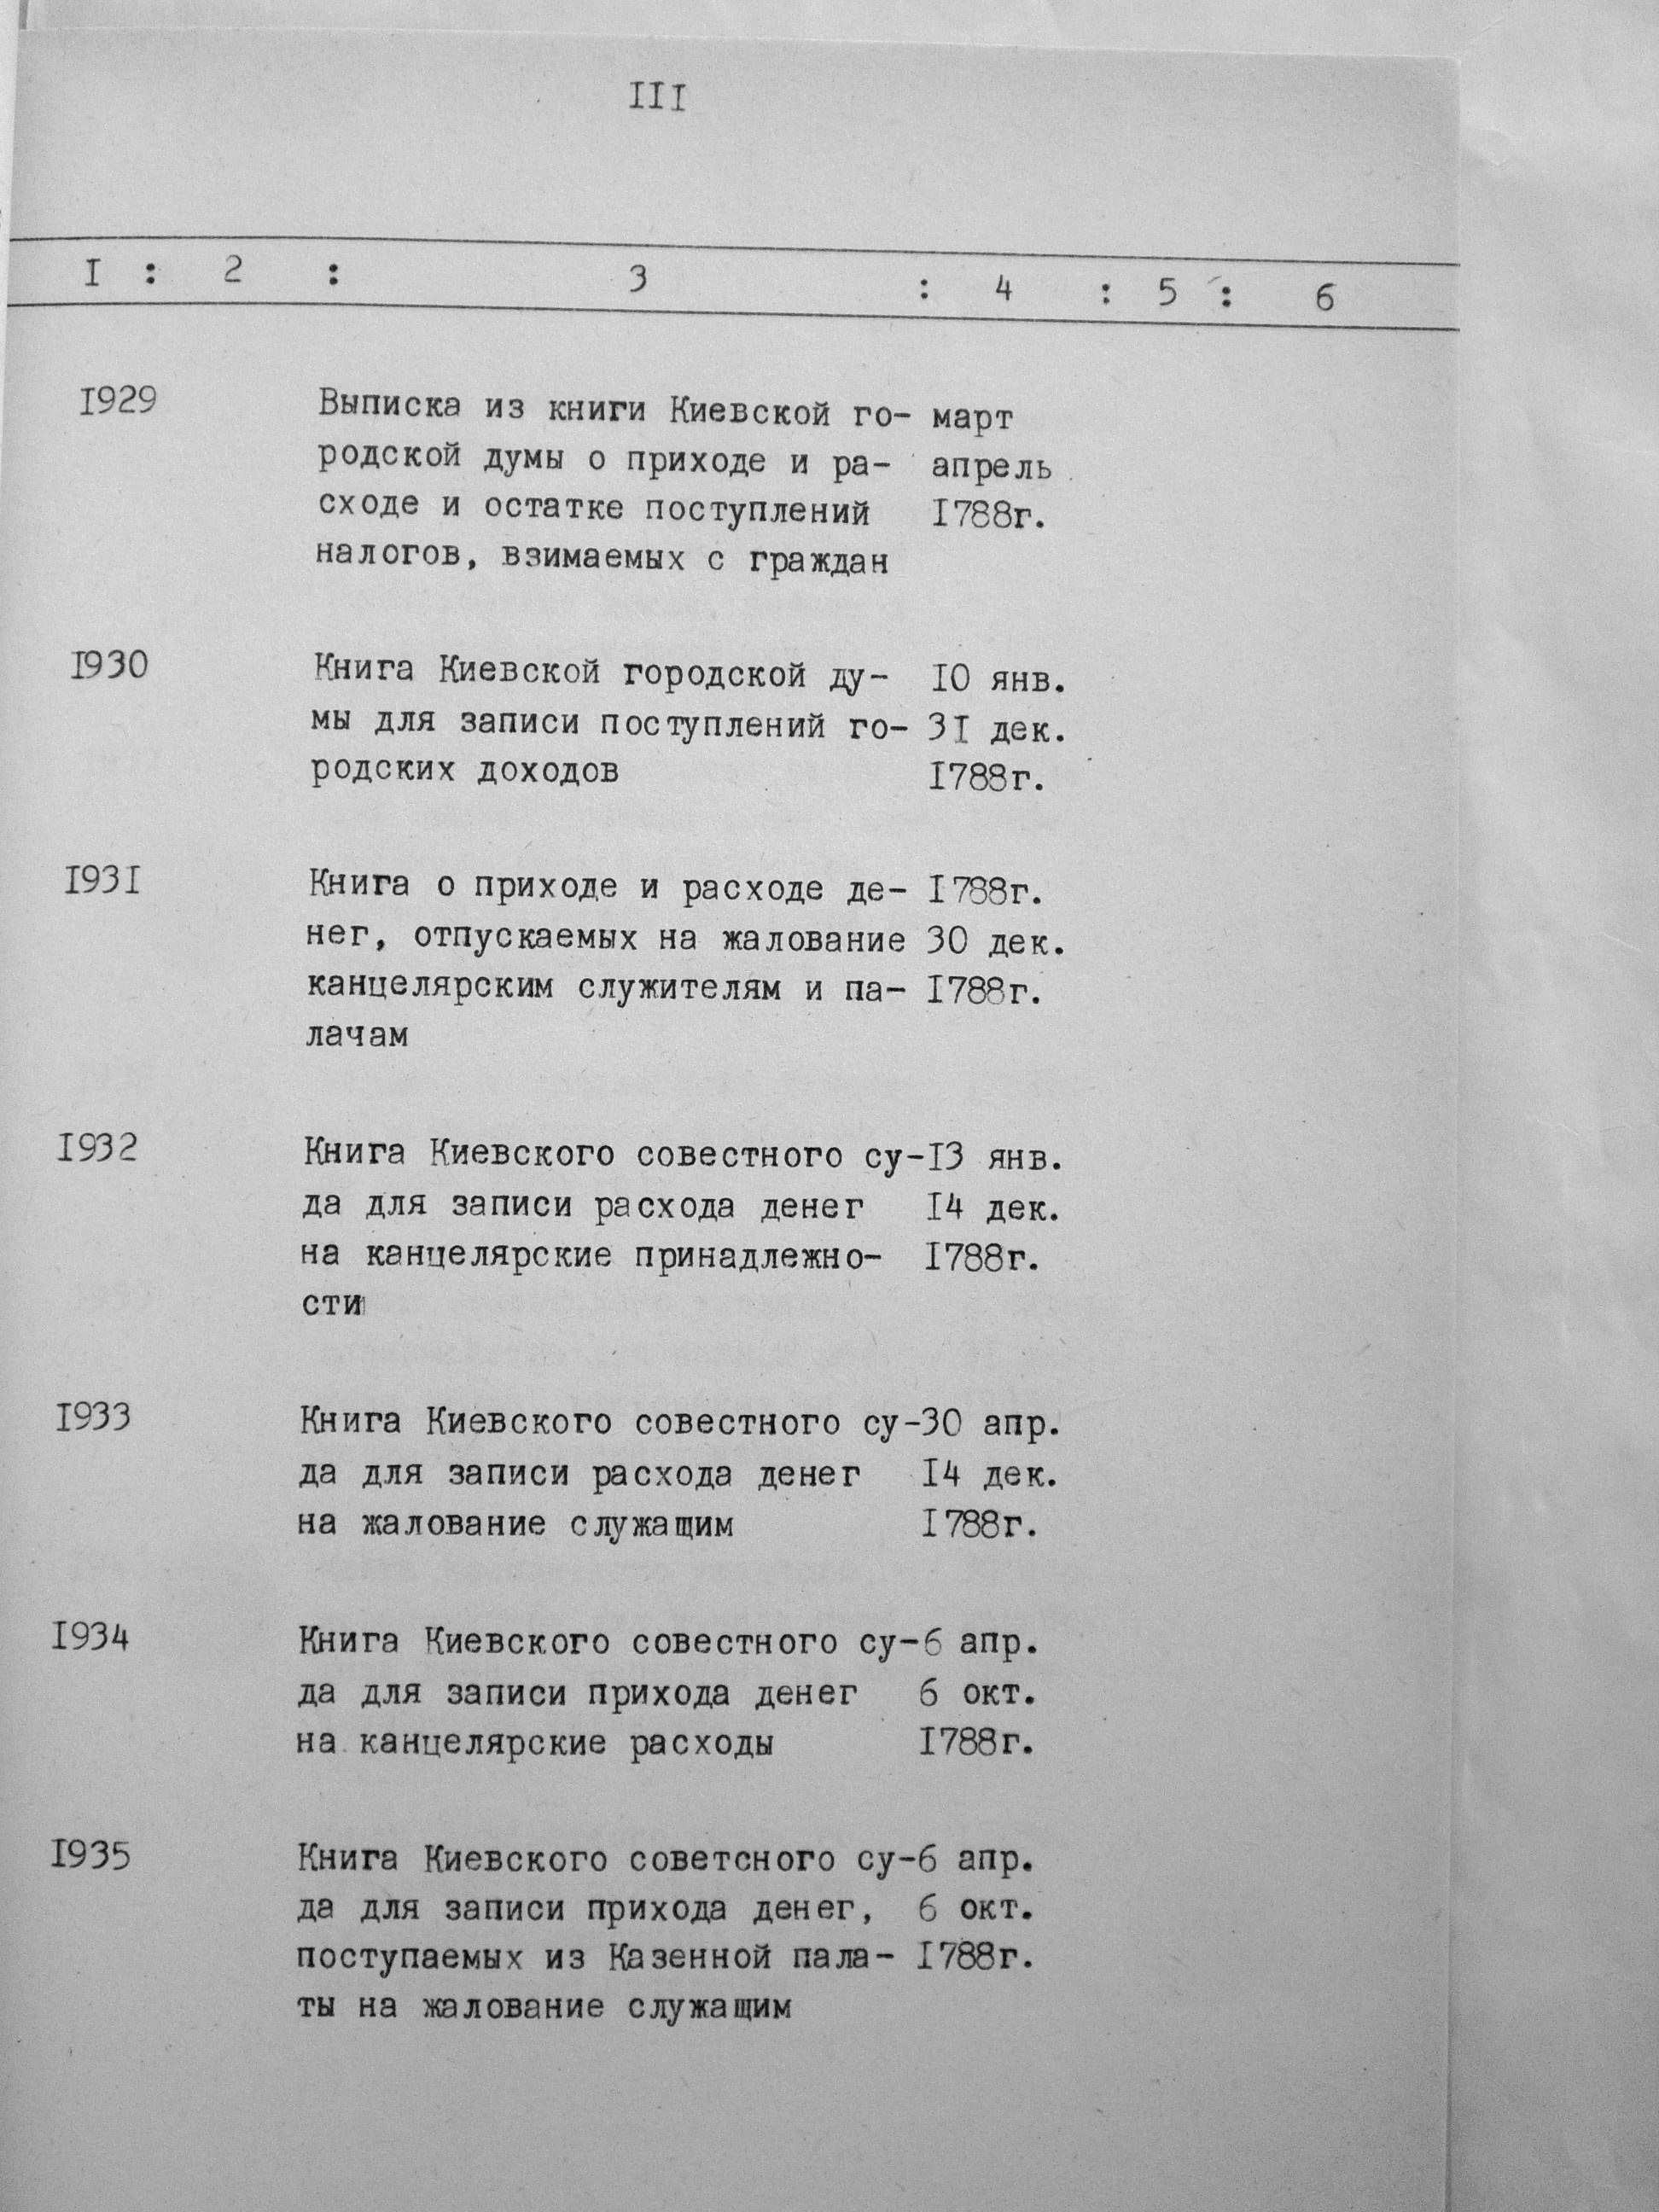 III
I : 2 : 3 : 4 : 5 : 6
I929 Выписка из книги Киевской го- март
родской думы о приходе и ра- апрель
сходе и остатке поступлений I788г.
налогов, взимаемых с граждан
I930 Книга Киевской городской ду- IO янв.
мы для записи поступлений го- 3I дек.
родских доходов I788г.
I93I Книга о приходе и расходе де- I788г.
нег, отпускаемых на жалование 30 дек.
канцелярским служителям и па- I788г.
лачам
I932 Книга Киевского совестного су-I3 янв.
да для записи расхода денег I4 дек.
на канцелярские принадлежно- I788г.
сти
I933 Книга Киевского совестного су-30 апр.
да для записи расхода денег I4 дек.
на жалование служащим I788г.
I934 Книга Киевского совестного су-6 апр.
да для записи прихода денег 6 окт.
на канцелярские расходы I788г.
I935 Книга Киевского советсного су-6 апр.
да для записи прихода денег, 6 окт.
поступаемых из Казенной пала- I788г.
ты на жалование служащим